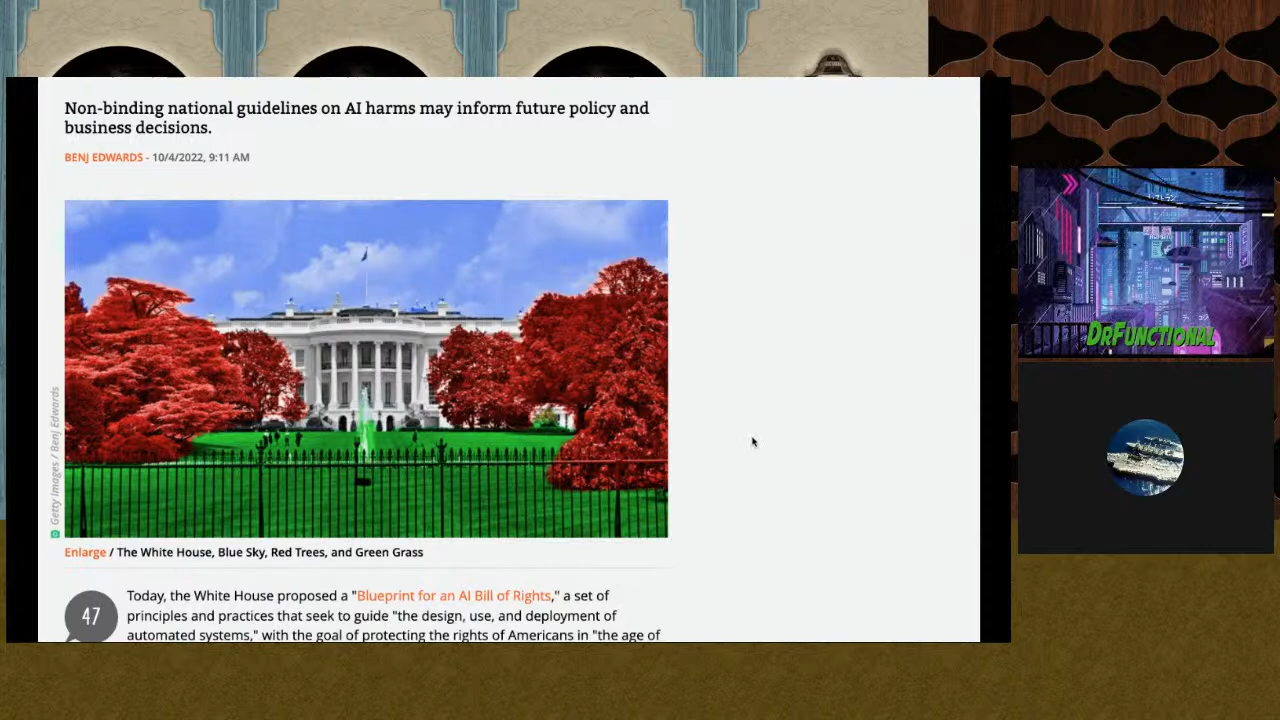 Non-binding national guidelines on AI harms may inform future policy and
business decisions.
BENJ EDWARDS - 10/4/2022, 9:11 AM
Getty Images / Benj Edwards
Enlarge / The White House, Blue Sky, Red Trees, and Green Grass
47
Today, the White House proposed a "Blueprint for an AI Bill of Rights," a set of
principles and practices that seek to guide "the design, use, and deployment of
automated systems," with the goal of protecting the rights of Americans in "the age of
DRFUNCTIONAL